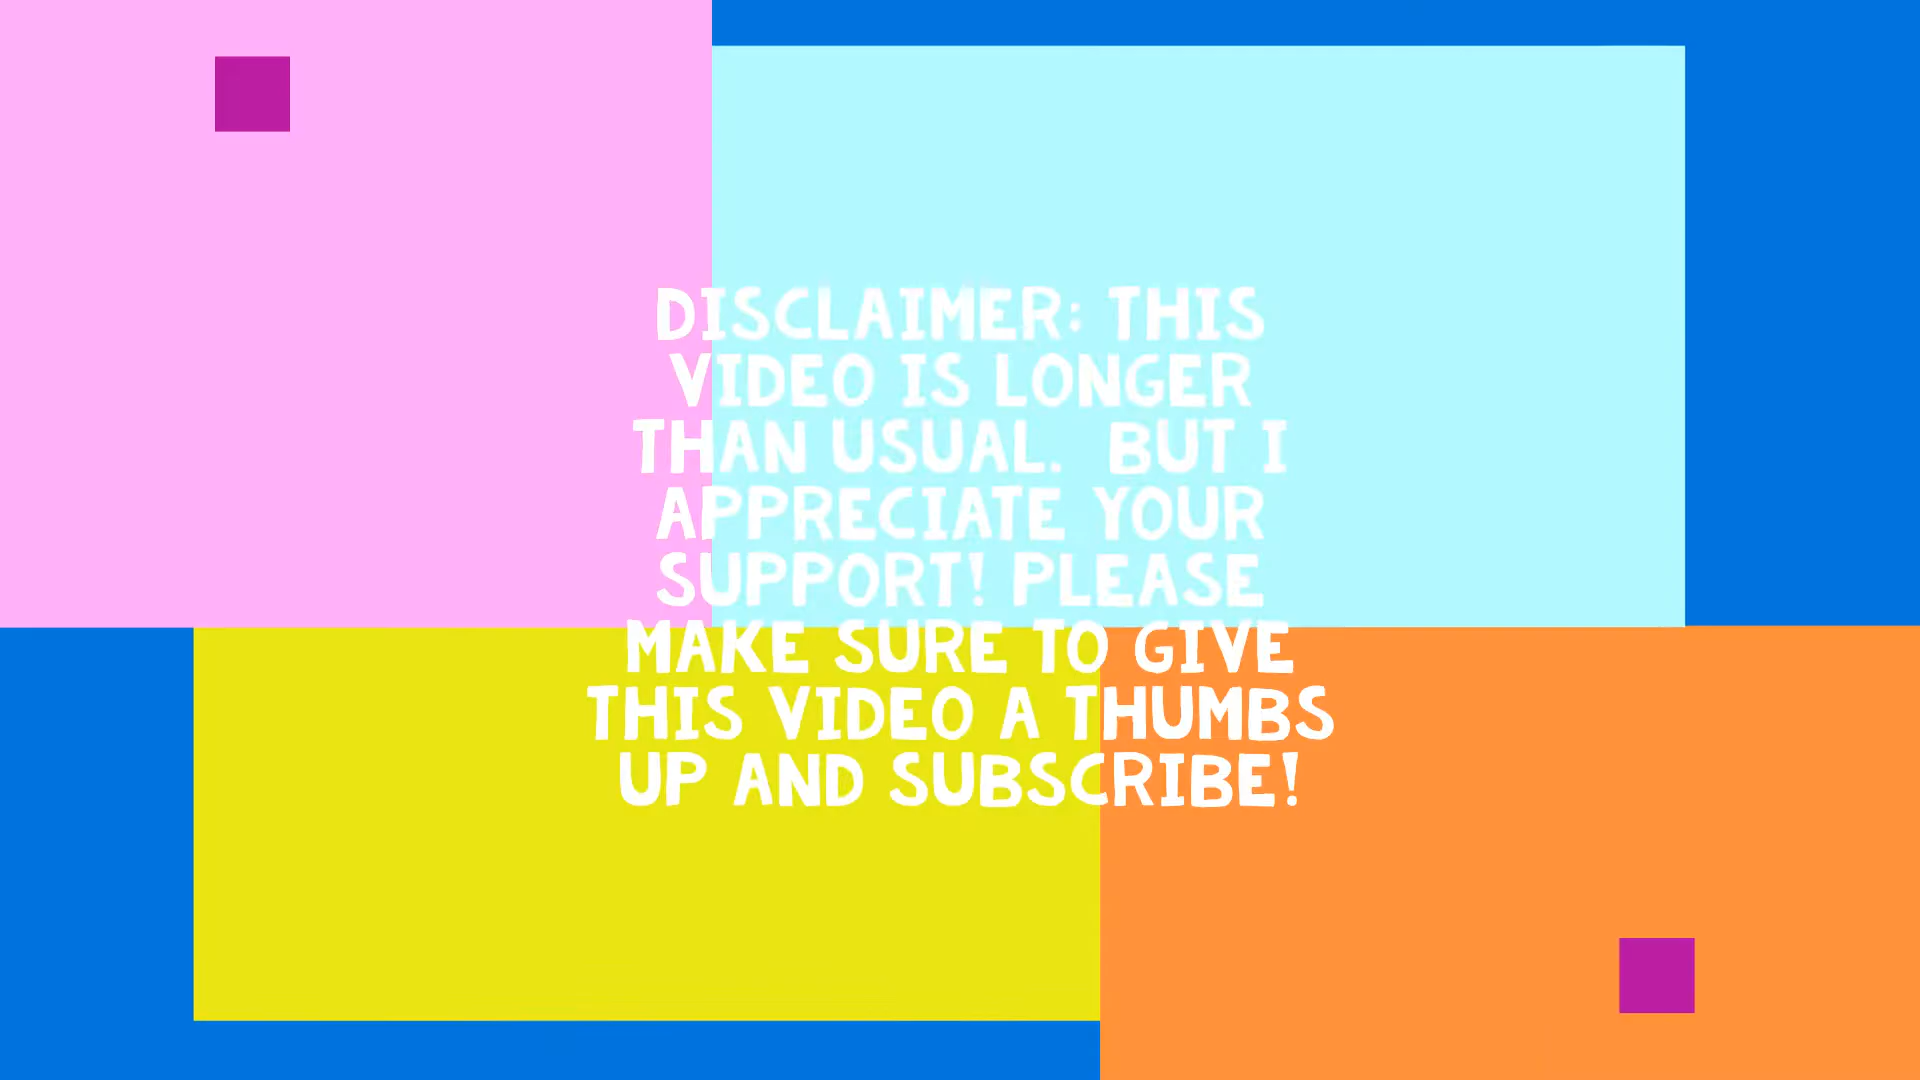 DISCLAIMER: THIS
VIDEO IS LONGER
THAN USUAL.  BUT I
APPRECIATE YOUR
SUPPORT! PLEASE
MAKE SURE TO GIVE
THIS VIDEO A THUMBS
UP AND SUBSCRIBE!